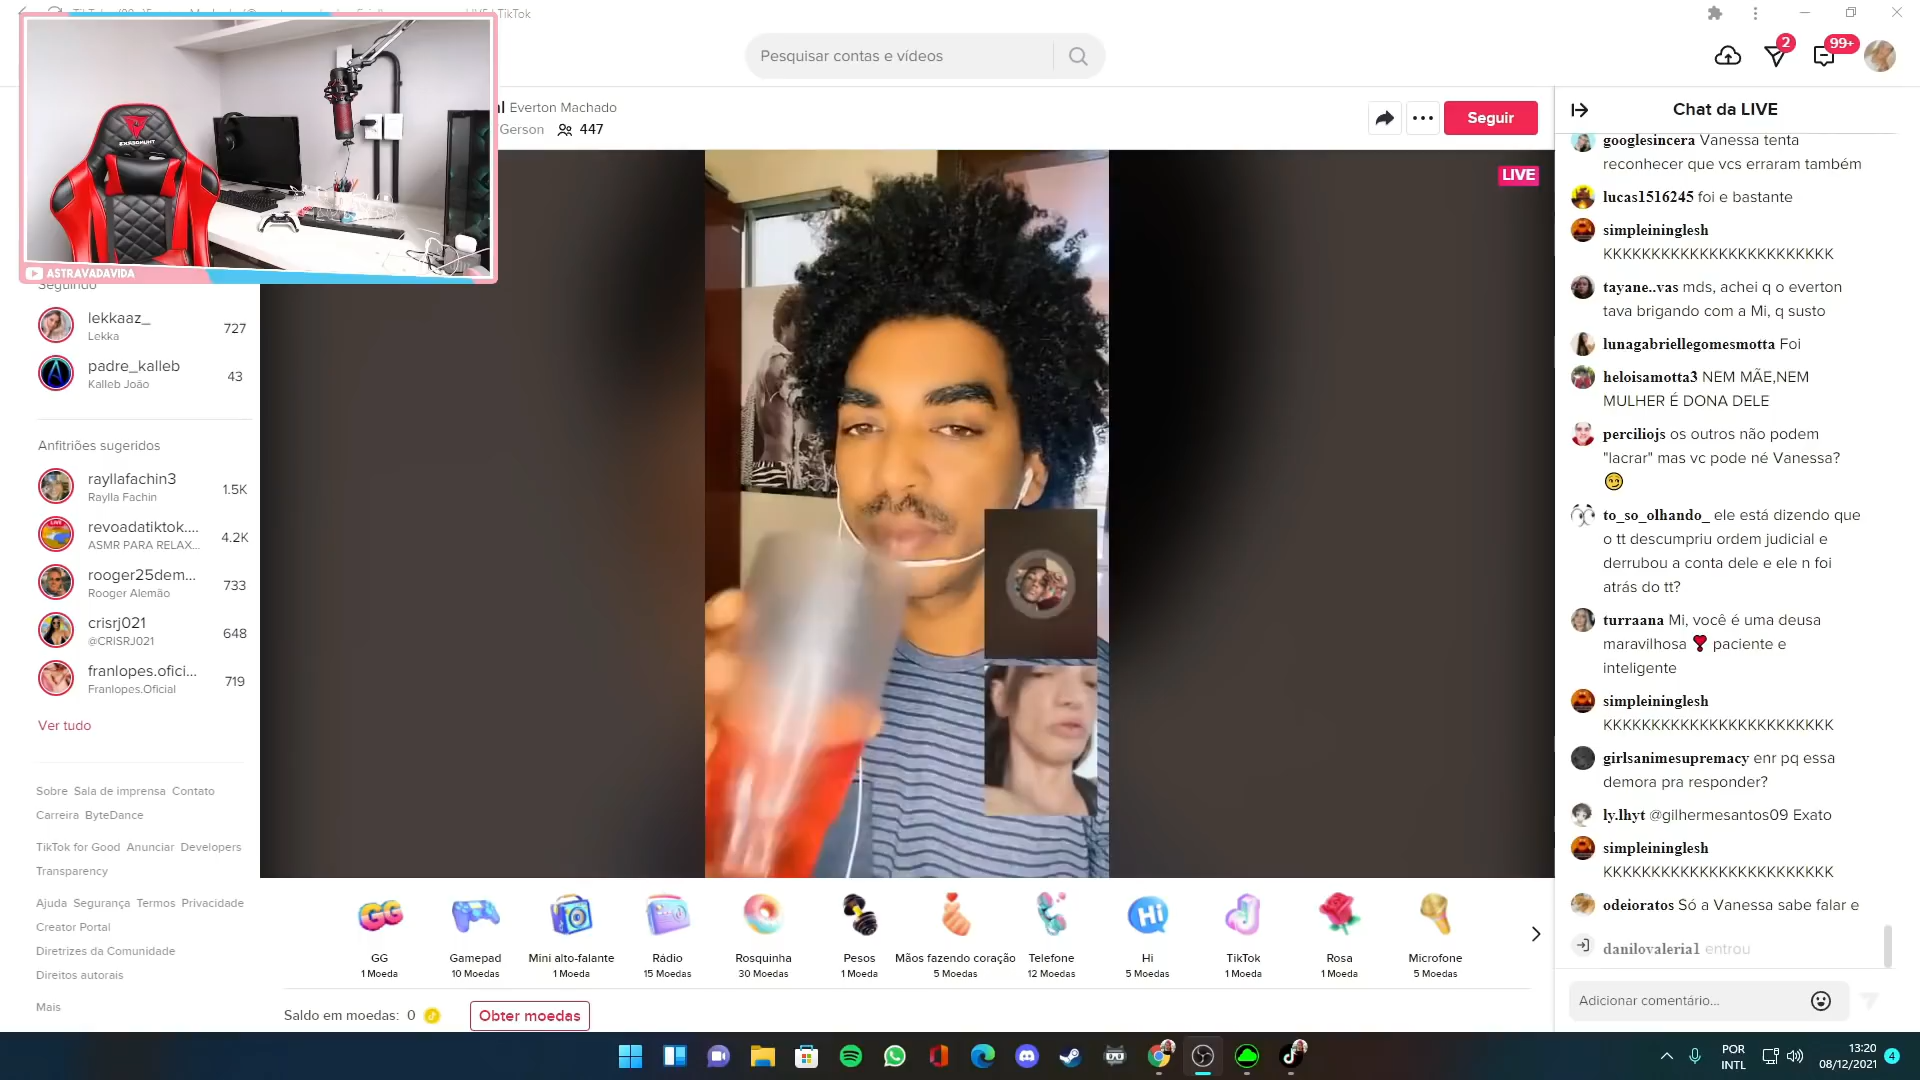 TikTok
Pesquisar contas e vídeos
2
99+
Everton Machado
Gerson 447
Seguir
Chat da LIVE
LIVE
ASTRAVADAVIDA
Seguindo
lekkaaz_
Lekka
727
padre_kalleb
Kalleb João
43
Anfitriões sugeridos
rayllafachin3
Raylla Fachin
1.5K
revoadatiktok....
ASMR PARA RELAX...
4.2K
rooger25dem...
Rooger Alemão
733
crisrj021
@CRISRJ021
648
franlopes.ofici...
Franlopes.Oficial
719
Ver tudo
Sobre Sala de imprensa Contato
Carreira ByteDance
TikTok for Good Anunciar Developers
Transparency
Ajuda Segurança Termos Privacidade
Creator Portal
Diretrizes da Comunidade
Direitos autorais
Mais
GG
1 Moeda
Gamepad
10 Moedas
Mini alto-falante
1 Moeda
Rádio
15 Moedas
Rosquinha
30 Moedas
Pesos
1 Moeda
Mãos fazendo coração
5 Moedas
Telefone
12 Moedas
Hi
Hi
5 Moedas
TikTok
1 Moeda
Rosa
1 Moeda
Microfone
5 Moedas
Saldo em moedas: 0
Obter moedas
googlesincera Vanessa tenta
reconhecer que vcs erraram também
lucas1516245 foi e bastante
simpleininglesh
KKKKKKKKKKKKKKKKKKKKKKKK
tayane..vas mds, achei q o everton
tava brigando com a Mi, q susto
lunagabriellegomesmotta Foi
heloisamotta3 NEM MÃE,NEM
MULHER É DONA DELE
perciliojs os outros não podem
"lacrar" mas vc pode né Vanessa?
😏
to_so_olhando_ ele está dizendo que
o tt descumpriu ordem judicial e
derrubou a conta dele e ele n foi
atrás do tt?
turraana Mi, você é uma deusa
maravilhosa ❣️ paciente e
inteligente
simpleininglesh
KKKKKKKKKKKKKKKKKKKKKKKK
girlsanimesupremacy enr pq essa
demora pra responder?
ly.lhyt @gilhermesantos09 Exato
simpleininglesh
KKKKKKKKKKKKKKKKKKKKKKKK
odeioratos Só a Vanessa sabe falar e
danilovaleria1 entrou
Adicionar comentário...
POR
INTL
13:20
08/12/2021
4